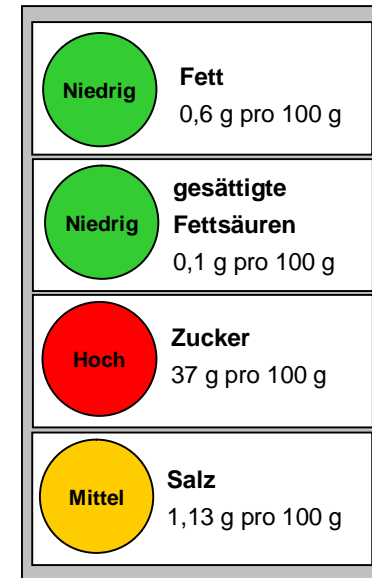 Niedrig
Fett
0,6 g pro 100 g
Niedrig
gesättigte
Fettsäuren
0,1 g pro 100 g
Hoch
Zucker
37 g pro 100 g
Mittel
Salz
1,13 g pro 100 g